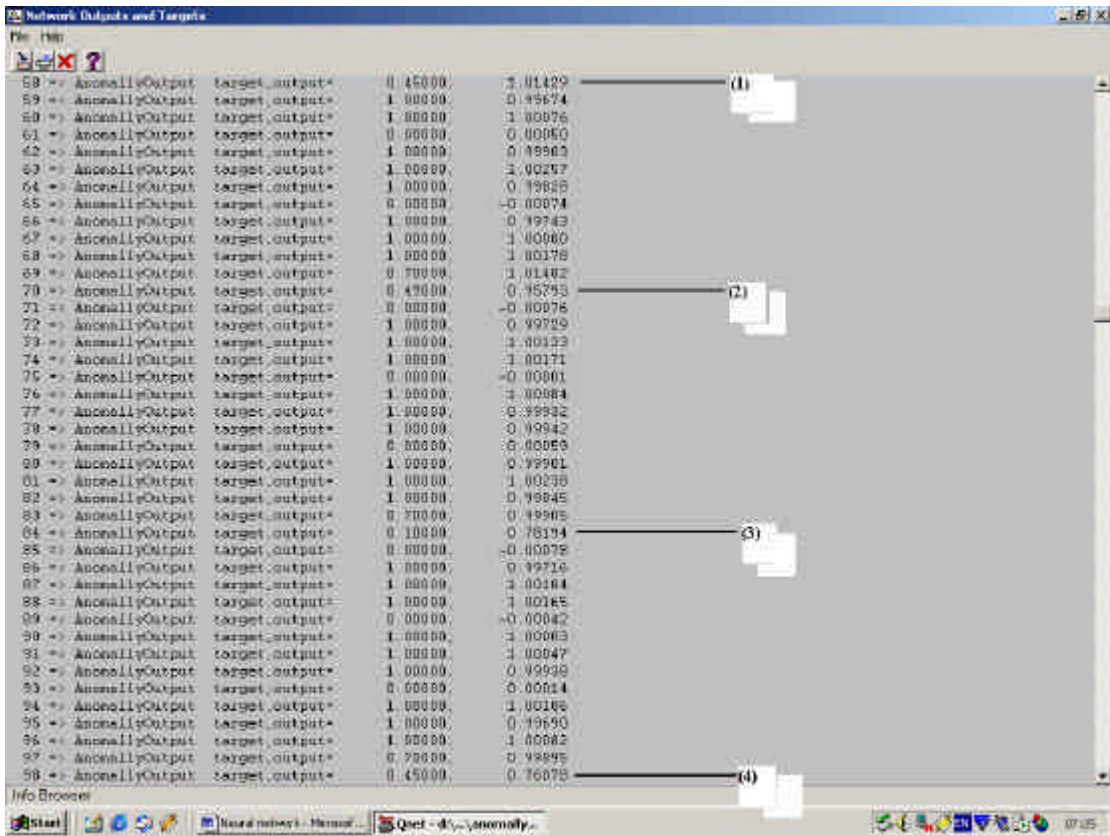 Network Outputs and Targets
File Help
58 => AnomallyOutput target,output= 0.45000, 1.01429 (1)
59 => AnomallyOutput target,output= 1.00000, 0.99674
60 => AnomallyOutput target,output= 1.00000, 1.00076
61 => AnomallyOutput target,output= 0.00000, 0.00050
62 => AnomallyOutput target,output= 1.00000,
63 => AnomallyOutput target,output= 1.00000, 1.00257
64 => AnomallyOutput target,output= 1.00000, 0.99828
65 => AnomallyOutput target,output= 0.00000, -0.00074
66 => AnomallyOutput target,output= 1.00000, 0.99743
67 => AnomallyOutput target,output= 1.00000,
68 => AnomallyOutput target,output= 1.00000, 1.00178
69 => AnomallyOutput target,output= 0.70000, 1.01402
70 => AnomallyOutput target,output= 0.49000, 0.95793 (2)
71 => AnomallyOutput target,output= 0.00000, -0.00076
72 => AnomallyOutput target,output= 1.00000, 0.99729
73 => AnomallyOutput target,output= 1.00000, 1.00123
74 => AnomallyOutput target,output= 1.00000, 1.00171
75 => AnomallyOutput target,output= 0.00000, -0.00001
76 => AnomallyOutput target,output= 1.00000, 1.00084
77 => AnomallyOutput target,output= 1.00000, 0.99932
78 => AnomallyOutput target,output= 1.00000, 0.99942
79 => AnomallyOutput target,output= 0.00000, 0.00059
80 => AnomallyOutput target,output= 1.00000, 0.99901
81 => AnomallyOutput target,output= 1.00000, 1.00238
82 => AnomallyOutput target,output= 1.00000, 0.99845
83 => AnomallyOutput target,output= 0.70000, 0.99905
84 => AnomallyOutput target,output= 0.10000, 0.78194 (3)
85 => AnomallyOutput target,output= 0.00000, -0.00078
86 => AnomallyOutput target,output= 1.00000, 0.99716
87 => AnomallyOutput target,output= 1.00000, 1.00184
88 => AnomallyOutput target,output= 1.00000, 1.00165
89 => AnomallyOutput target,output= 0.00000, -0.00042
90 => AnomallyOutput target,output= 1.00000, 1.00003
91 => AnomallyOutput target,output= 1.00000, 1.00047
92 => AnomallyOutput target,output= 1.00000, 0.99938
93 => AnomallyOutput target,output= 0.00000, 0.00014
94 => AnomallyOutput target,output= 1.00000, 1.00186
95 => AnomallyOutput target,output= 1.00000, 0.99690
96 => AnomallyOutput target,output= 1.00000, 1.00082
97 => AnomallyOutput target,output= 0.70000, 0.99895
98 => AnomallyOutput target,output= 0.45000, 0.76078 (4)
Info Browser
Start Neural network - Microsof... Qnet - d:\...\anomally... EN 07:05